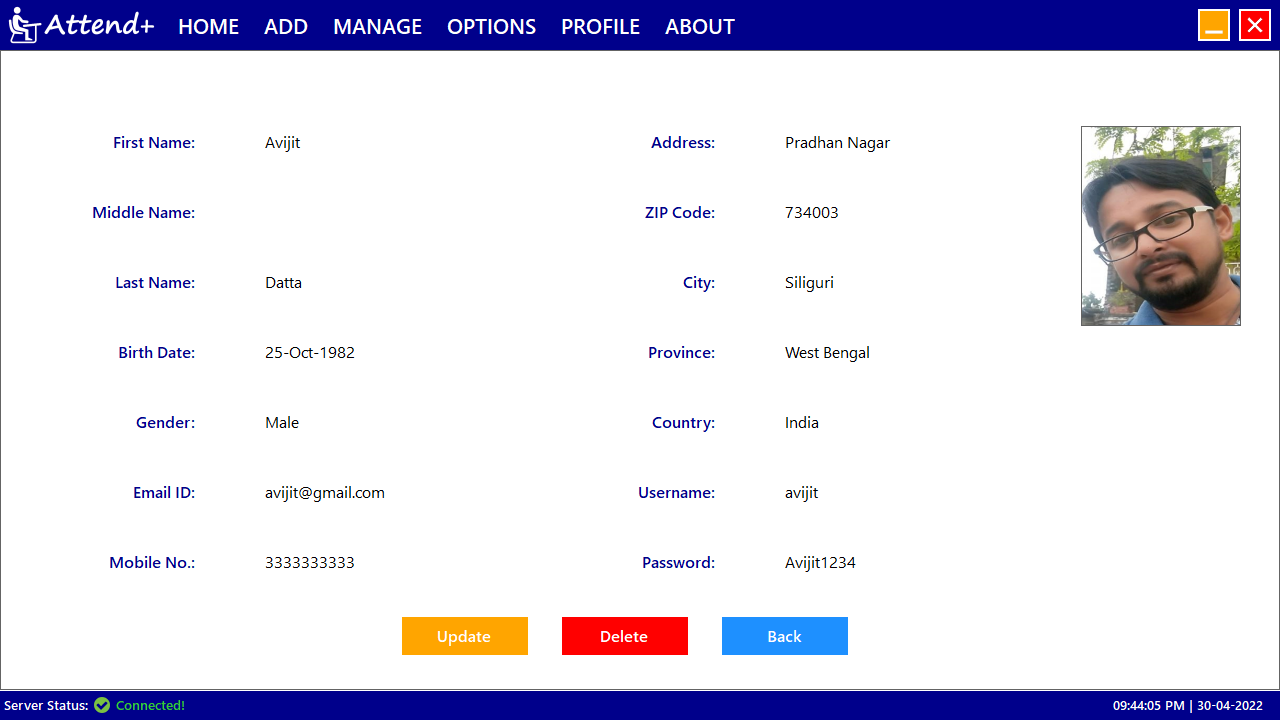 Attend+ HOME ADD MANAGE OPTIONS PROFILE ABOUT
First Name: Avijit Address: Pradhan Nagar
Middle Name: ZIP Code: 734003
Last Name: Datta City: Siliguri
Birth Date: 25-Oct-1982 Province: West Bengal
Gender: Male Country: India
Email ID: avijit@gmail.com Username: avijit
Mobile No.: 3333333333 Password: Avijit1234
Update Delete Back
Server Status: Connected! 09:44:05 PM | 30-04-2022